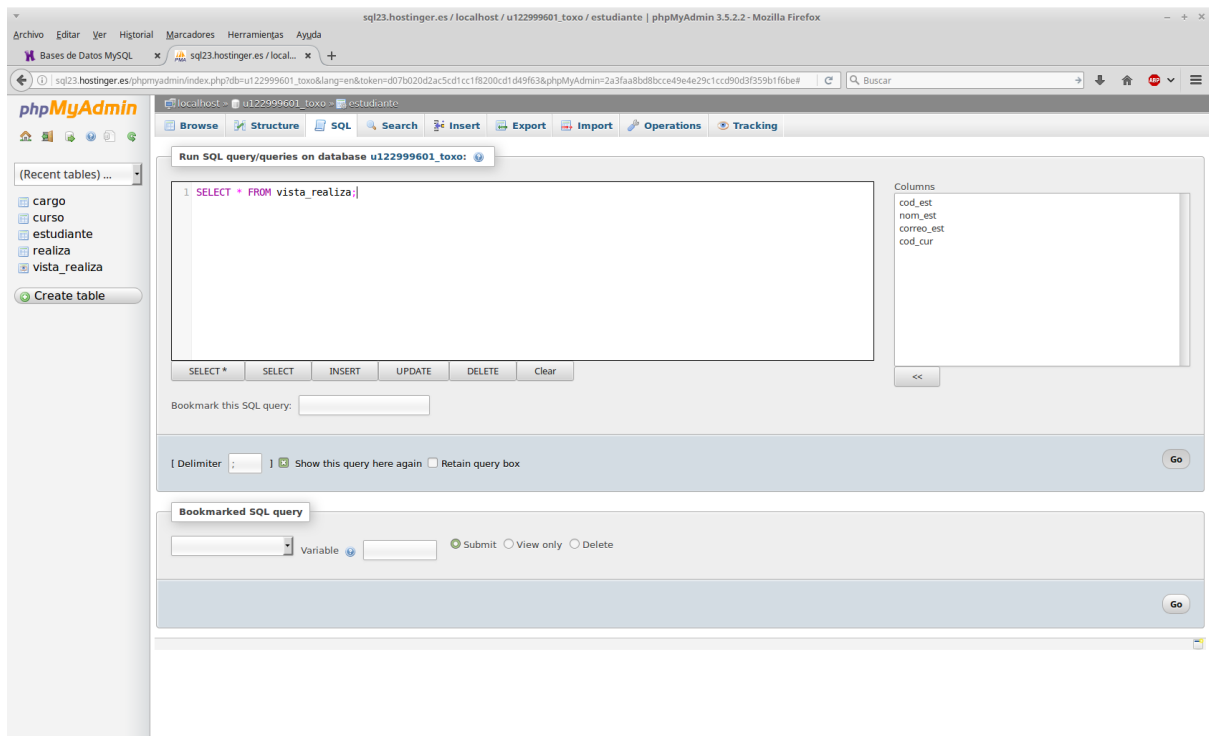 sql23.hostinger.es / localhost / u122999601_toxo / estudiante | phpMyAdmin 3.5.2.2 - Mozilla Firefox
Archivo Editar Ver Historial Marcadores Herramientas Ayuda
Bases de Datos MySQL × sql23.hostinger.es / local... ×
sql23.hostinger.es/phpmyadmin/index.php?db=u122999601_toxo&lang=en&token=d07b020d2ac5cd1cc1f8200cd1d49f63&phpMyAdmin=2a3faa8bd8bcce49e4e29c1ccd90d3f359b1f6be# Buscar ABP
phpMyAdmin
localhost » u122999601_toxo » estudiante
Browse Structure SQL Search Insert Export Import Operations Tracking
(Recent tables) ...
cargo
curso
estudiante
realiza
vista_realiza
Create table
Run SQL query/queries on database u122999601_toxo:
1 SELECT * FROM vista_realiza;
Columns
cod_est
nom_est
correo_est
cod_cur
<<
SELECT * SELECT INSERT UPDATE DELETE Clear
Bookmark this SQL query:
[ Delimiter ; ] Show this query here again Retain query box
Go
Bookmarked SQL query
Variable Submit View only Delete
Go